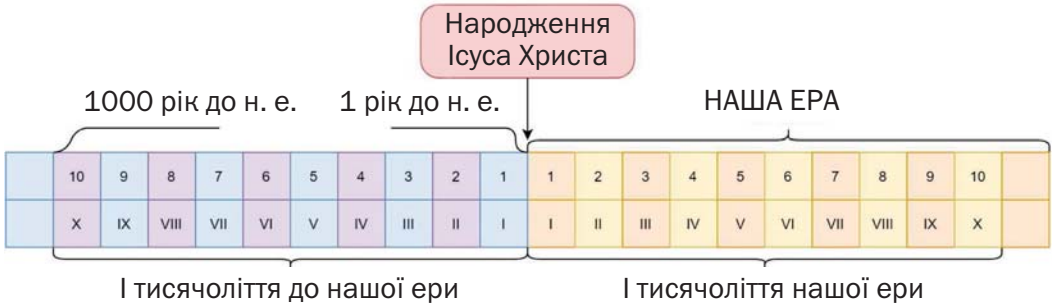 Народження
Ісуса Христа
1000 рік до н. е. 1 рік до н. е. НАША ЕРА
10 9 8 7 6 5 4 3 2 1 1 2 3 4 5 6 7 8 9 10
X IX VIII VII VI V IV III II I I II III IV V VI VII VIII IX X
І тисячоліття до нашої ери І тисячоліття нашої ери